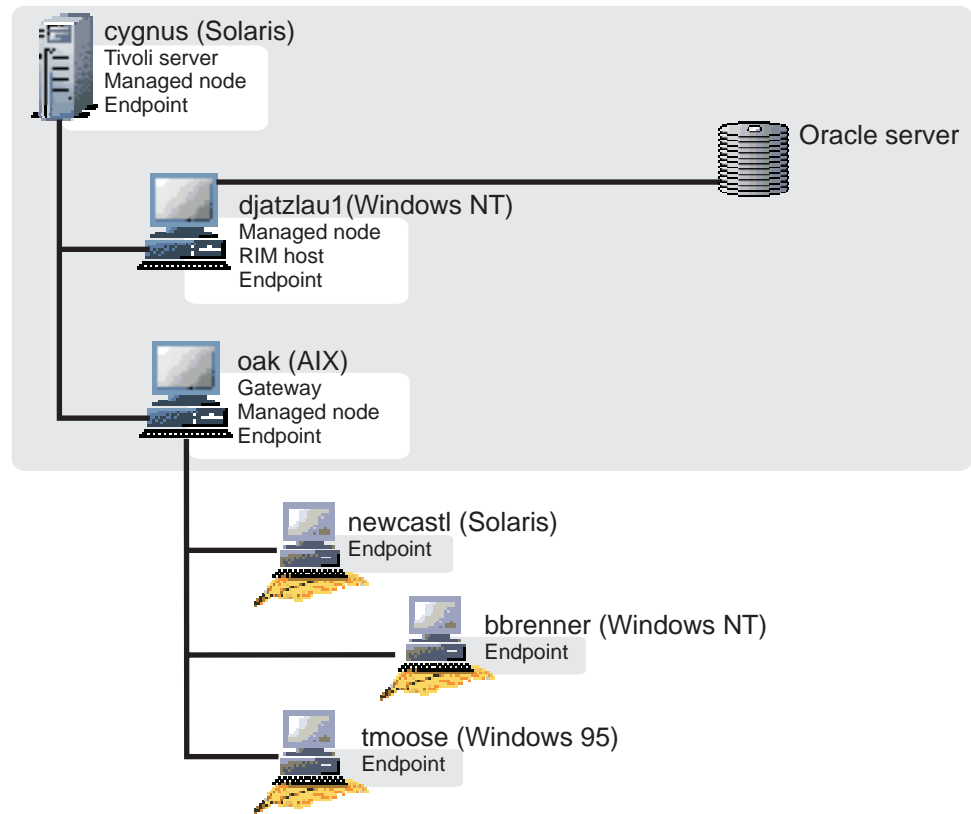 cygnus (Solaris)
Tivoli server
Managed node
Endpoint
Oracle server
djatzlau1(Windows NT)
Managed node
RIM host
Endpoint
oak (AIX)
Gateway
Managed node
Endpoint
newcastl (Solaris)
Endpoint
bbrenner (Windows NT)
Endpoint
tmoose (Windows 95)
Endpoint